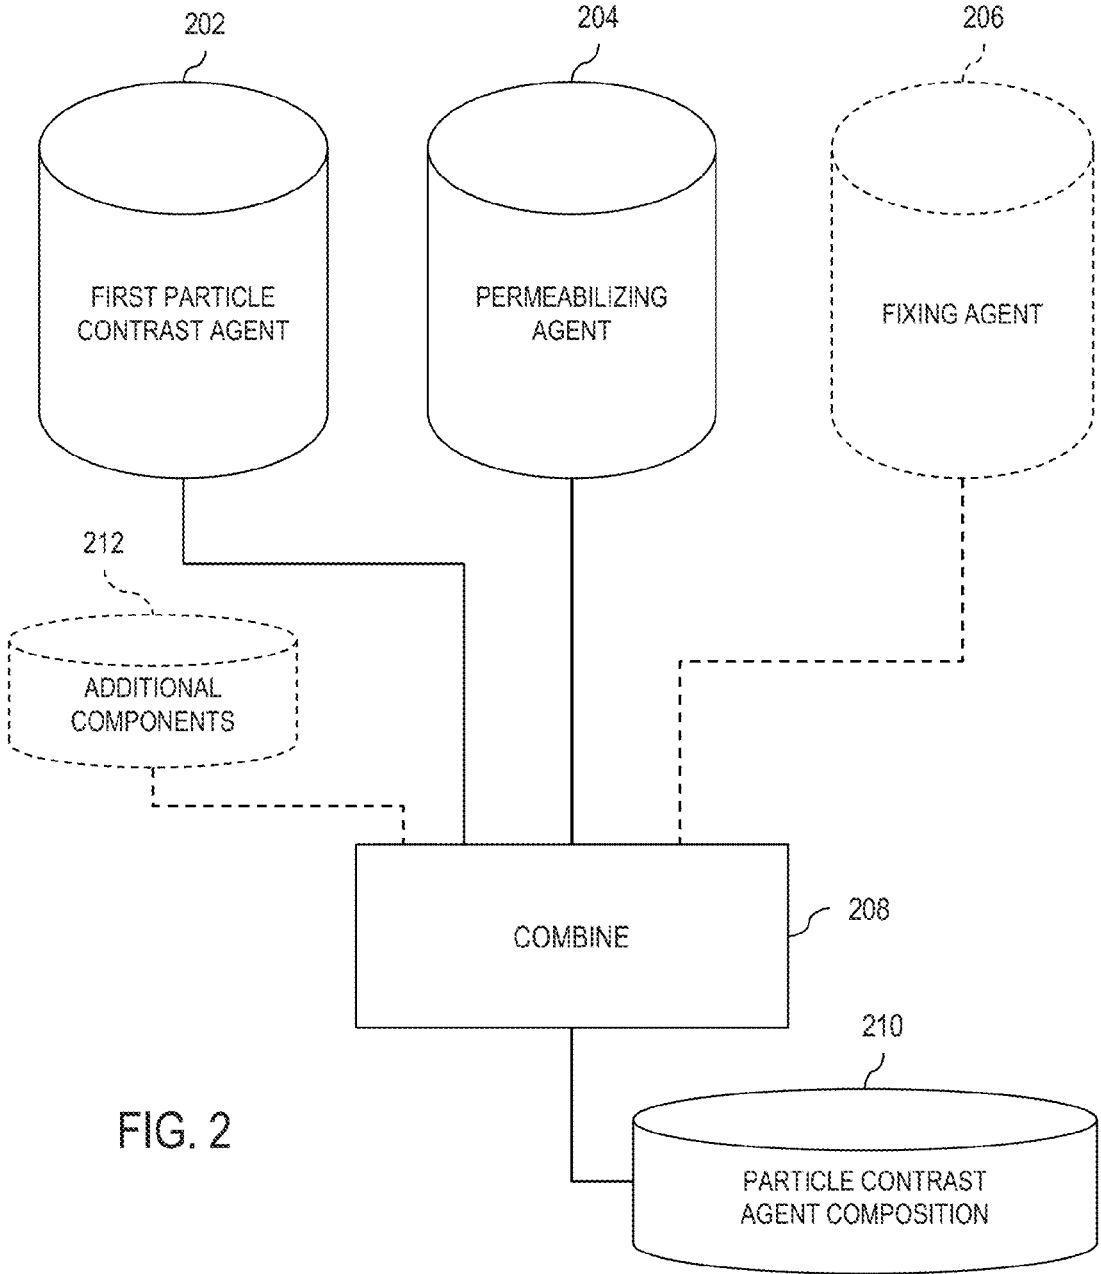 202
204
206
FIRST PARTICLE
CONTRAST AGENT
PERMEABILIZING
AGENT
FIXING AGENT
212
ADDITIONAL
COMPONENTS
COMBINE
208
210
PARTICLE CONTRAST
AGENT COMPOSITION
FIG. 2